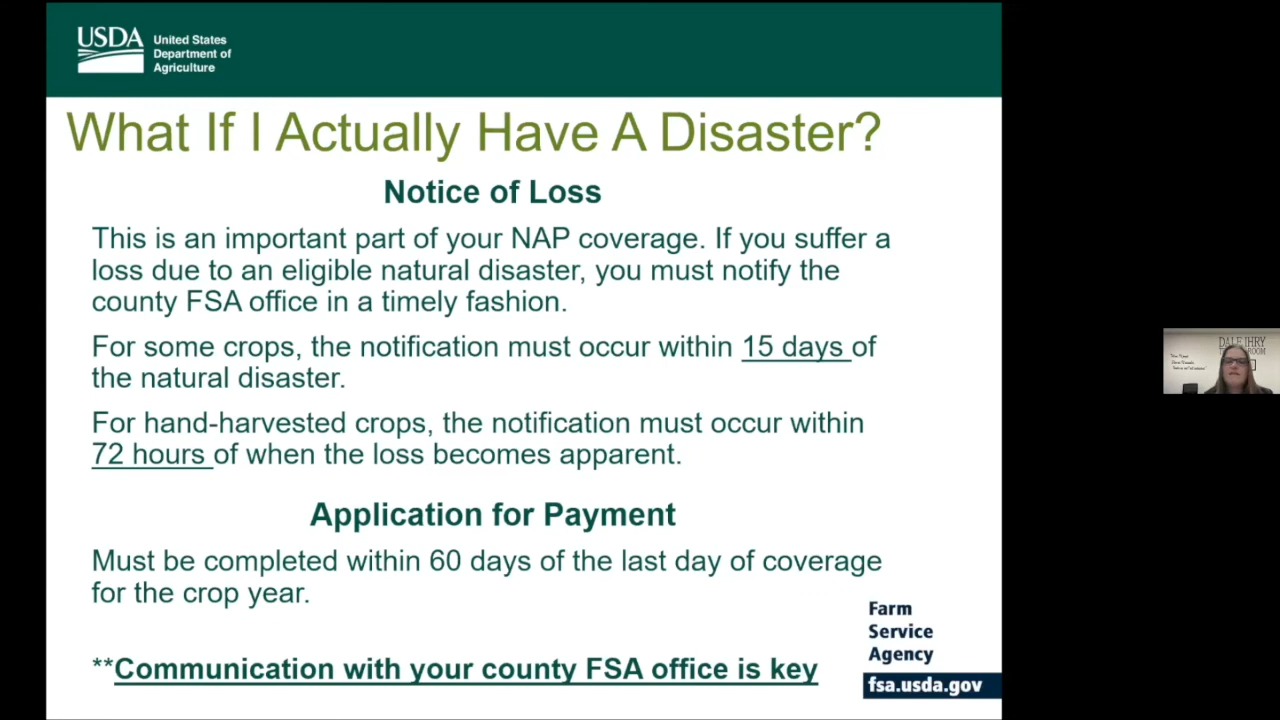 USDA
United States
Department of
Agriculture
What If I Actually Have A Disaster?
Notice of Loss
This is an important part of your NAP coverage. If you suffer a
loss due to an eligible natural disaster, you must notify the
county FSA office in a timely fashion.
For some crops, the notification must occur within 15 days of
the natural disaster.
For hand-harvested crops, the notification must occur within
72 hours of when the loss becomes apparent.
Application for Payment
Must be completed within 60 days of the last day of coverage
for the crop year.
**Communication with your county FSA office is key
Farm
Service
Agency
fsa.usda.gov
DALE IHRY